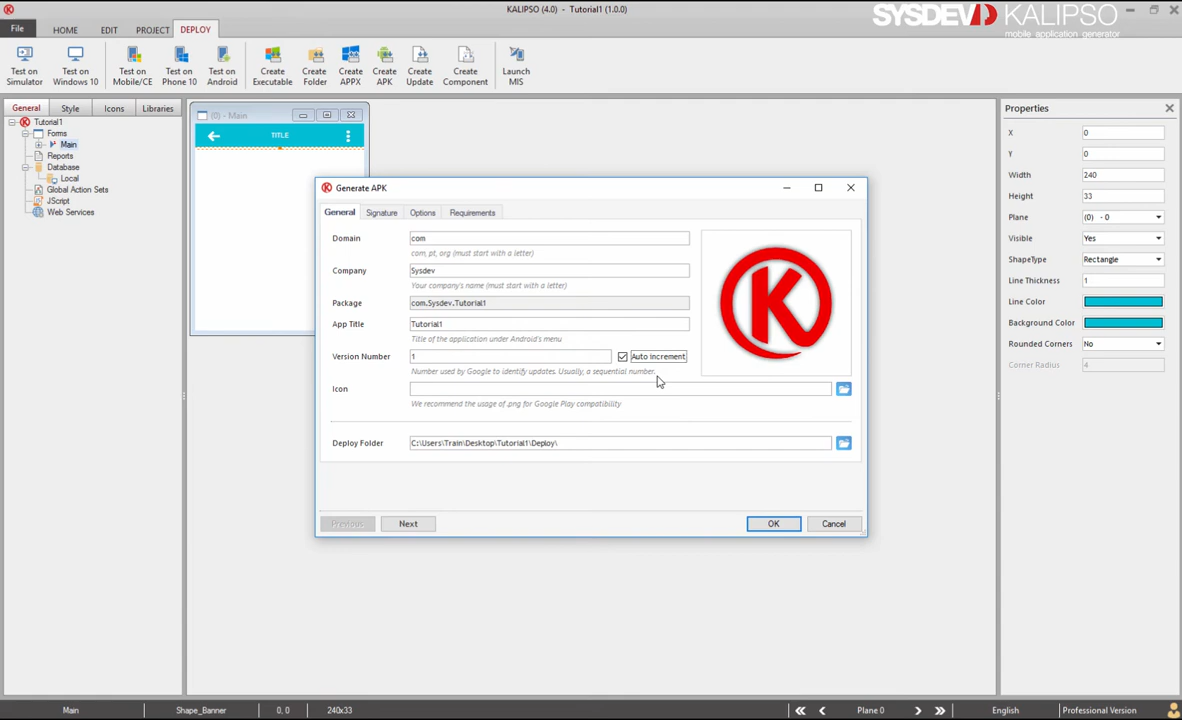 KALIPSO (4.0) - Tutorial1 (1.0.0)
SYSDEV KALIPSO
mobile application generator
File HOME EDIT PROJECT DEPLOY
Test on Simulator
Test on Windows 10
Test on Mobile/CE
Test on Phone 10
Test on Android
Create Executable
Create Folder
Create APPX
Create APK
Create Update
Create Component
Launch MIS
General Style Icons Libraries
Tutorial1
Forms
Main
Reports
Database
Local
Global Action Sets
JScript
Web Services
(0) - Main
TITLE
Generate APK
General Signature Options Requirements
Domain com
com, pt, org (must start with a letter)
Company Sysdev
Your company's name (must start with a letter)
Package com.Sysdev.Tutorial1
App Title Tutorial1
Title of the application under Android's menu
Version Number 1 Auto increment
Number used by Google to identify updates. Usually, a sequential number.
Icon
We recommend the usage of .png for Google Play compatibility
Deploy Folder C:\Users\Train\Desktop\Tutorial1\Deploy\
Previous Next OK Cancel
Properties
X 0
Y 0
Width 240
Height 33
Plane (0) - 0
Visible Yes
ShapeType Rectangle
Line Thickness 1
Line Color
Background Color
Rounded Corners No
Corner Radius 4
Main Shape_Banner 0, 0 240x33 Plane 0 English Professional Version